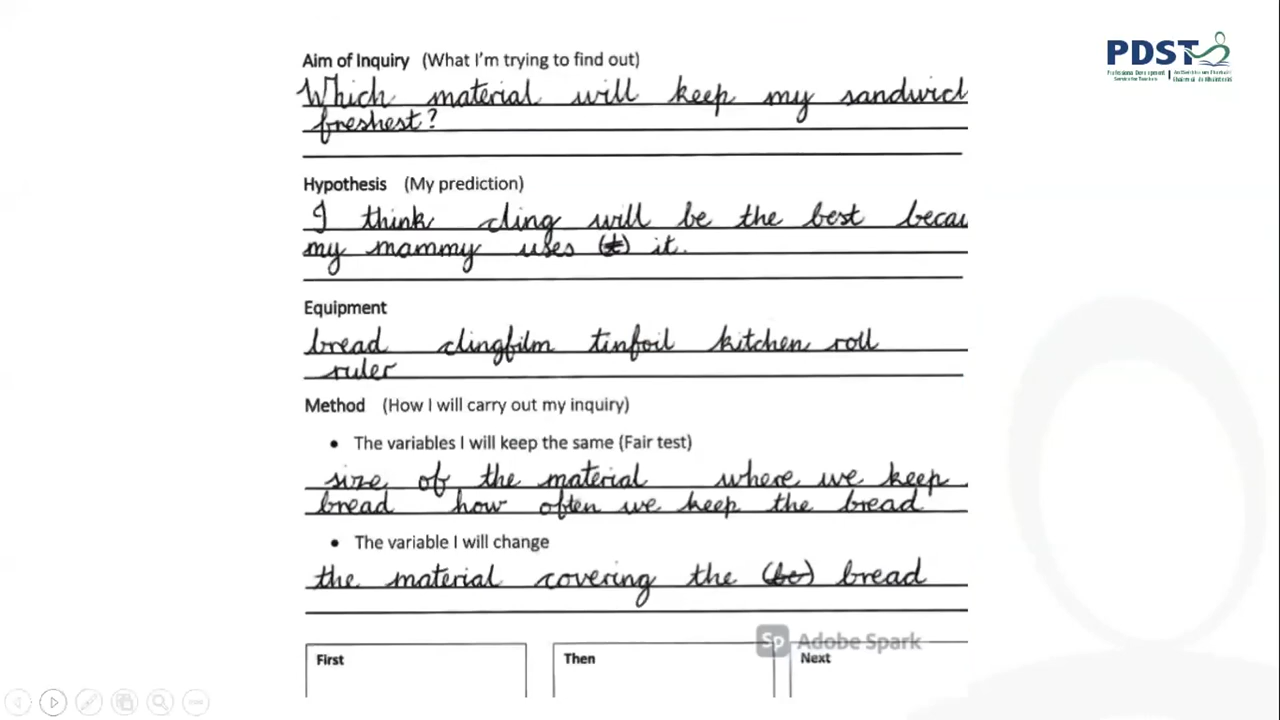 PDST
Aim of Inquiry (What I'm trying to find out)
Which material will keep my sandwich
freshest?
Hypothesis (My prediction)
I think cling will be the best becau
my mammy uses (t) it.
Equipment
bread clingfilm tinfoil kitchen roll
ruler
Method (How I will carry out my inquiry)
• The variables I will keep the same (Fair test)
size of the material where we keep
bread how often we keep the bread
• The variable I will change
the material covering the (be) bread
Sp Adobe Spark
First Then Next